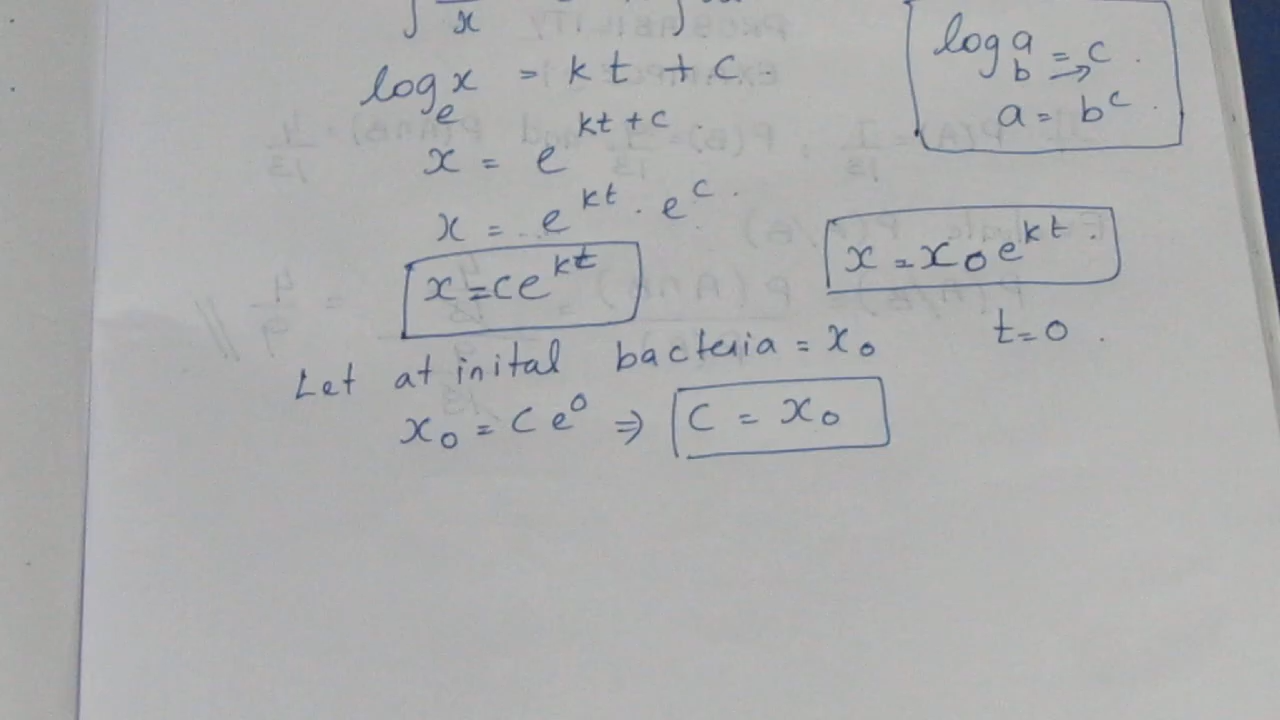 ∫ x
log_e x = kt + c.
x = e^{kt+c}.
x = e^{kt} . e^c .
x = ce^{kt}
Let at inital bacteria = x₀ t=0 .
x₀ = Ce⁰ ⇒ C = x₀
log_b a = c .
a = b^c .
x = x₀e^{kt} .